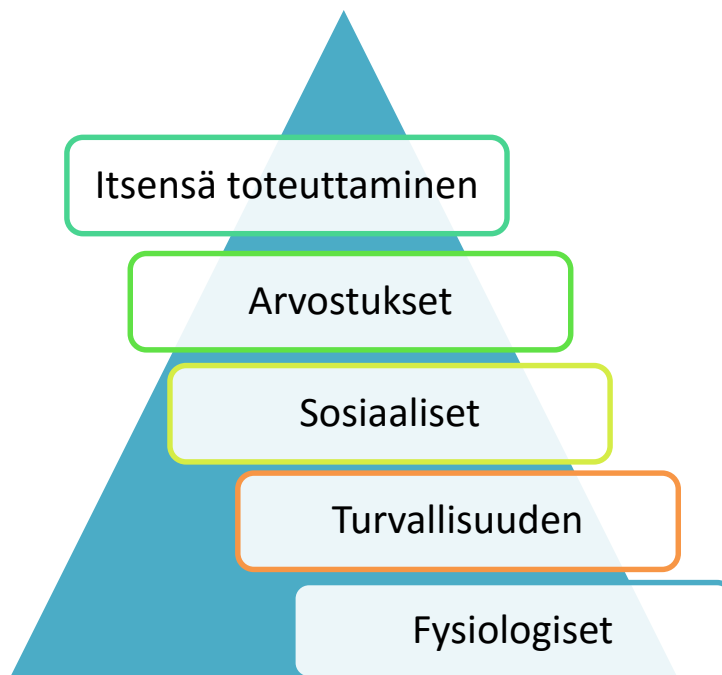 Itsensä toteuttaminen
Arvostukset
Sosiaaliset
Turvallisuuden
Fysiologiset